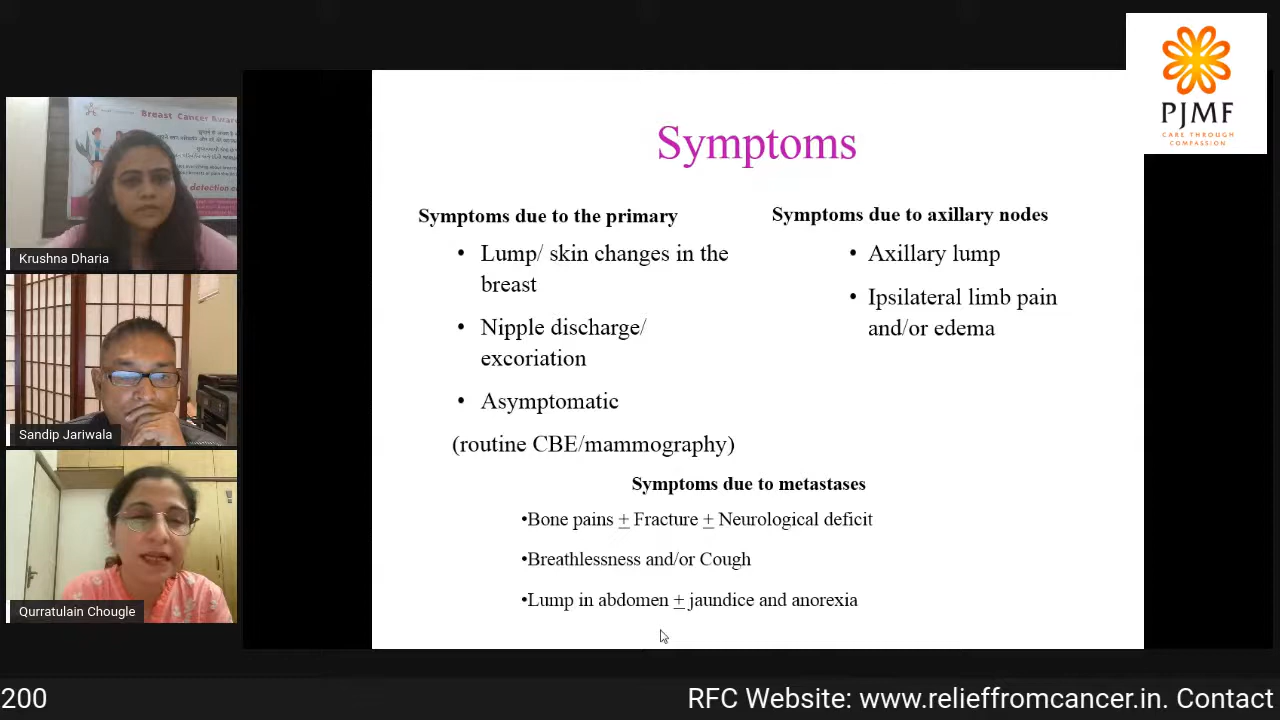 Breast Cancer
detection
Krushna Dharia
Sandip Jariwala
Qurratulain Chougle
PJMF
CARE THROUGH
COMPASSION
Symptoms
Symptoms due to the primary
• Lump/ skin changes in the
breast
• Nipple discharge/
excoriation
• Asymptomatic
(routine CBE/mammography)
Symptoms due to axillary nodes
• Axillary lump
• Ipsilateral limb pain
and/or edema
Symptoms due to metastases
•Bone pains ± Fracture ± Neurological deficit
•Breathlessness and/or Cough
•Lump in abdomen ± jaundice and anorexia
200
RFC Website: www.relieffromcancer.in. Contact